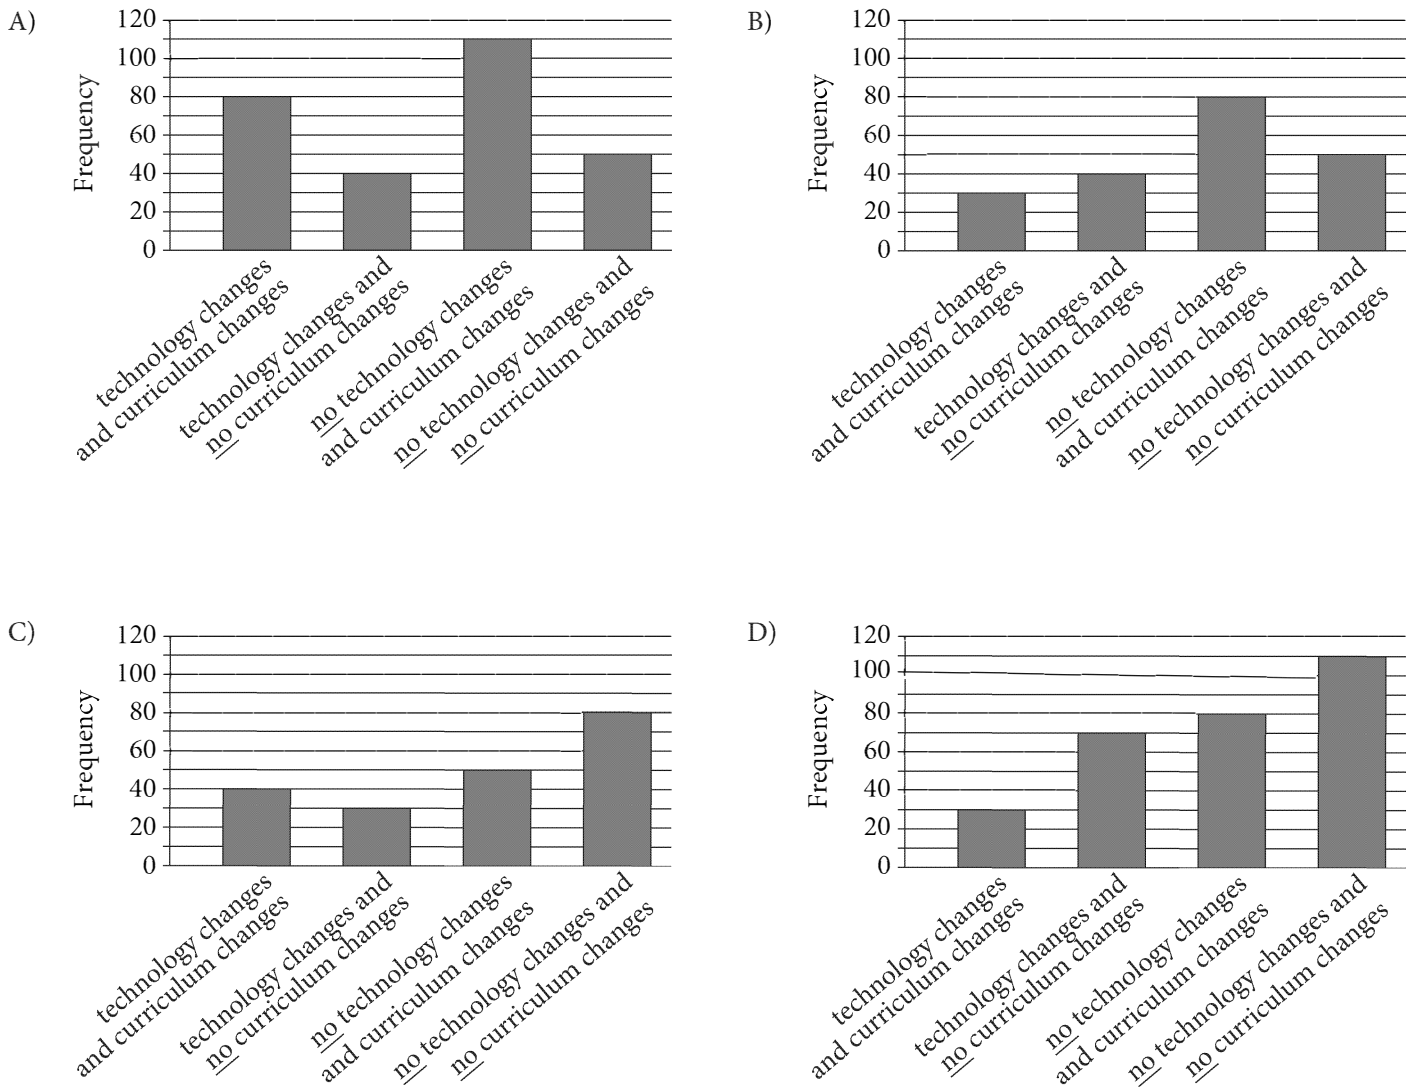 A)
Frequency
120
100
80
60
40
20
0
technology changes
and curriculum changes
technology changes and
no curriculum changes
no technology changes
and curriculum changes
no technology changes and
no curriculum changes
B)
Frequency
120
100
80
60
40
20
0
technology changes
and curriculum changes
technology changes and
no curriculum changes
no technology changes
and curriculum changes
no technology changes and
no curriculum changes
C)
Frequency
120
100
80
60
40
20
0
technology changes
and curriculum changes
technology changes and
no curriculum changes
no technology changes
and curriculum changes
no technology changes and
no curriculum changes
D)
Frequency
120
100
80
60
40
20
0
technology changes
and curriculum changes
technology changes and
no curriculum changes
no technology changes
and curriculum changes
no technology changes and
no curriculum changes